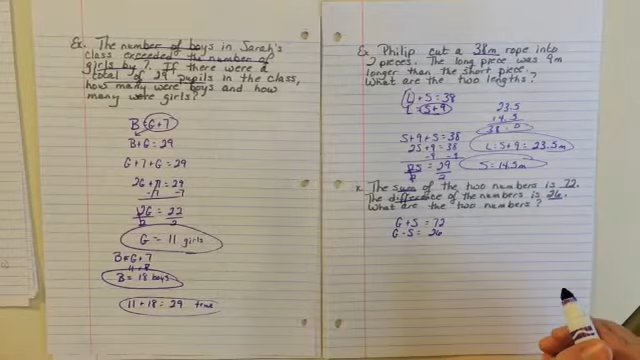 Ex. The number of boys in Sarah's
class exceeded the number of
girls by 7. If there were a
total of 29 pupils in the class,
how many were boys and how
many were girls?
B = G+7
B+G = 29
G+7+G = 29
2G+7 = 29
-7 -7
2G = 22
2 2
G = 11 girls
B = G+7
B = 18 boys
11 + 18 = 29 true
Ex Philip cut a 38m rope into
2 pieces. The long piece was 9m
longer than the short piece.
What are the two lengths?
L + S = 38
L = S+9
S+9+S = 38
2S+9 = 38
-9 -9
2S = 29
2 2
23.5
14.5
38.0
L = S+9 = 23.5m
S = 14.5m
x. The sum of the two numbers is 72.
The difference of the numbers is 26.
What are the two numbers?
G+S = 72
G-S = 26